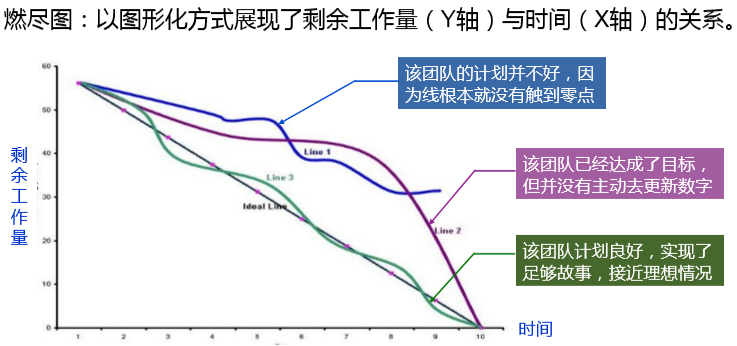 燃尽图：以图形化方式展现了剩余工作量（Y轴）与时间（X轴）的关系。
60
该团队的计划并不好，因
为线根本就没有触到零点
50
40
剩余工作量
Line 1
该团队已经达成了目标，
但并没有主动去更新数字
Line 3
30
Ideal Line
Line 2
20
该团队计划良好，实现了
足够故事，接近理想情况
10
0
1 2 3 4 5 6 7 8 9 10
时间